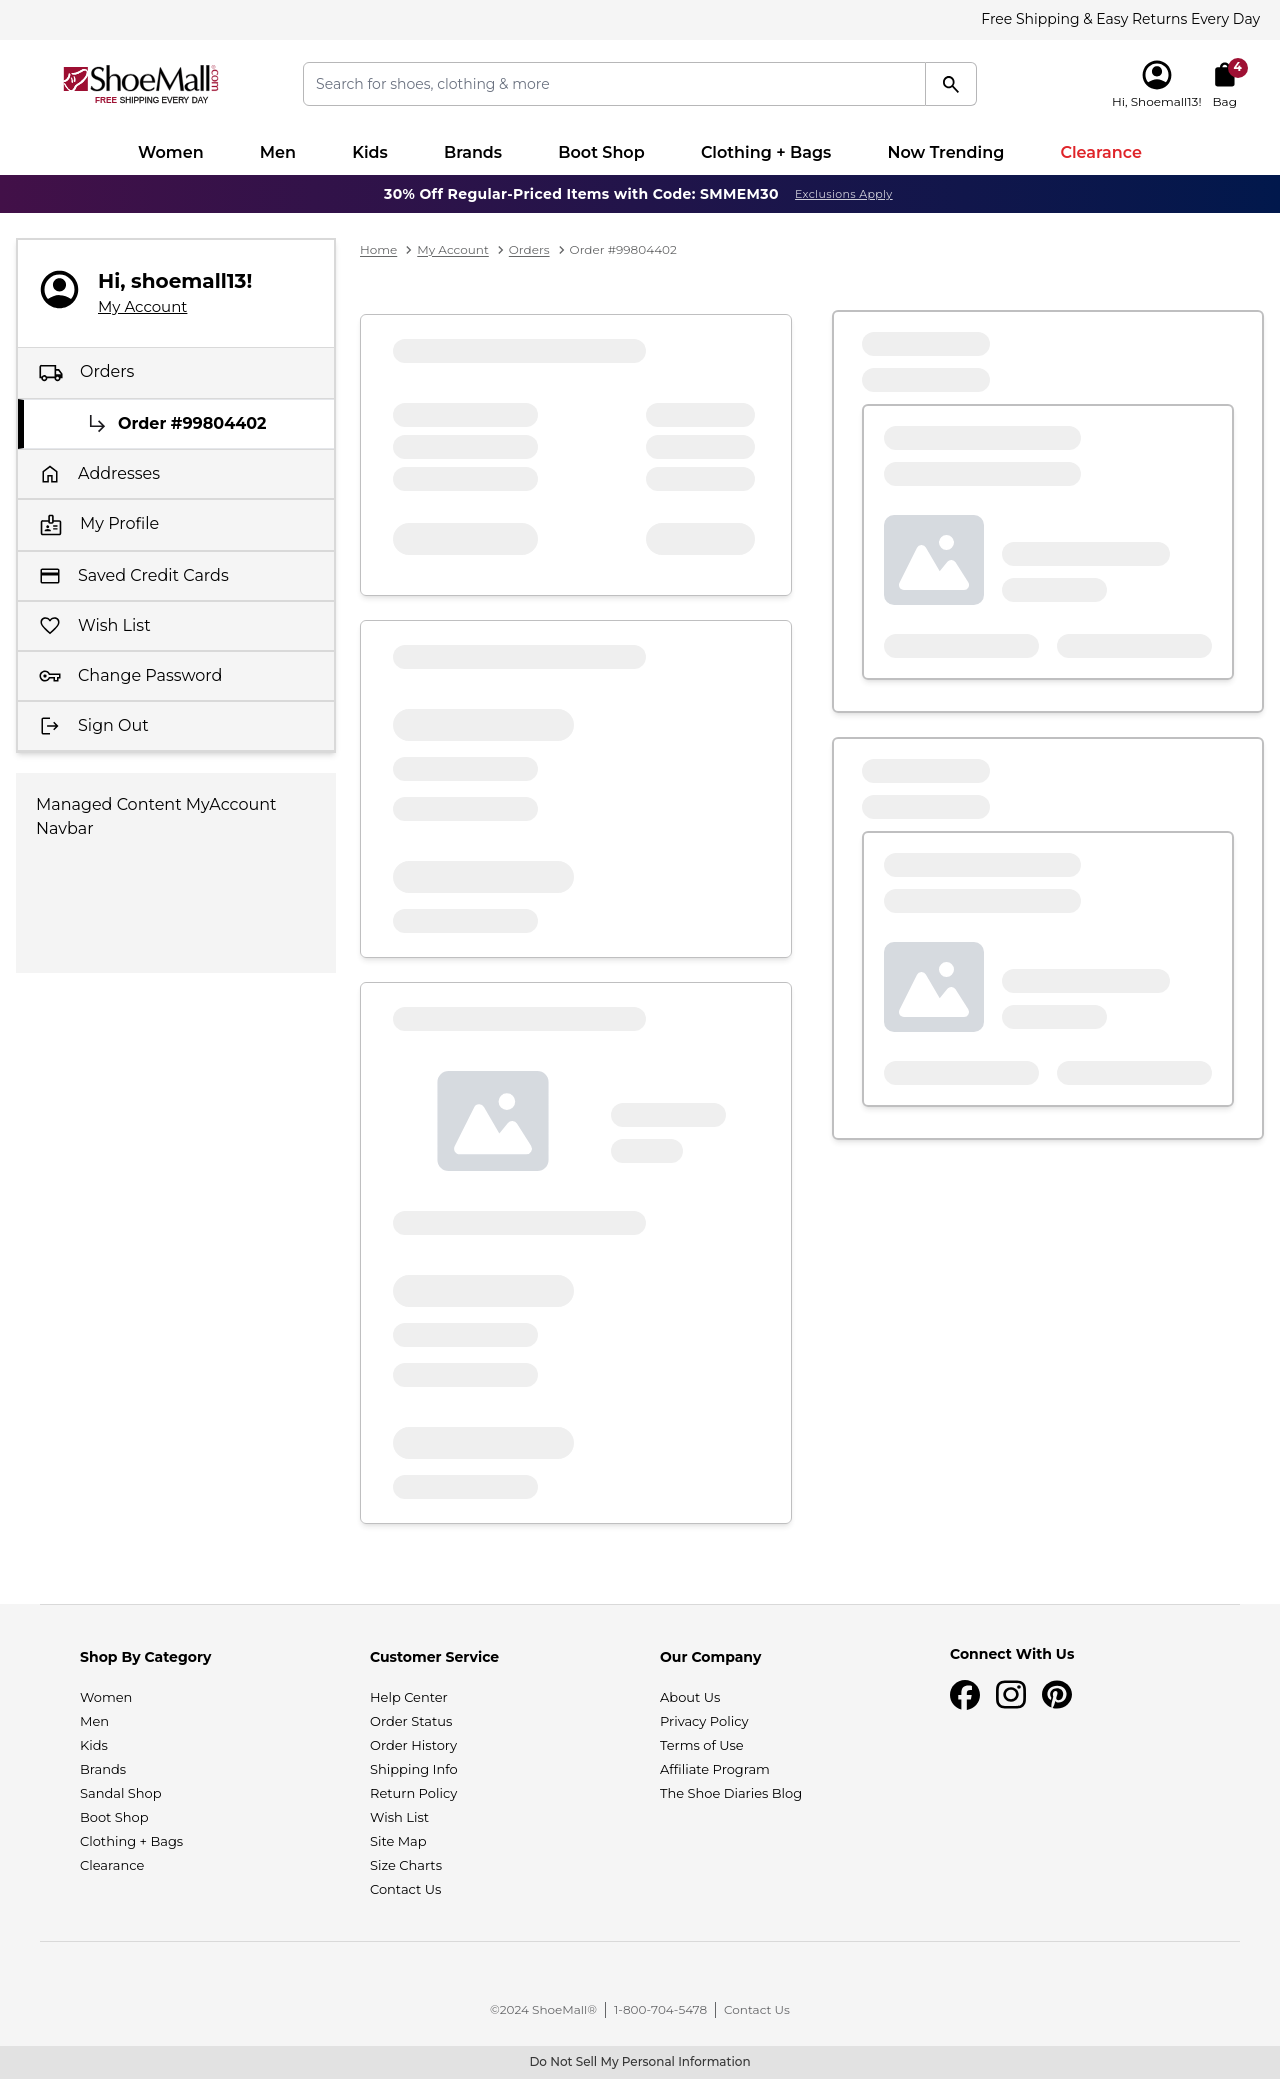 Free Shipping & Easy Returns Every Day
ShoeMall®.com
FREE SHIPPING EVERY DAY
Search for shoes, clothing & more
4
Hi, Shoemall13!
Bag
Women
Men
Kids
Brands
Boot Shop
Clothing + Bags
Now Trending
Clearance
30% Off Regular-Priced Items with Code: SMMEM30 Exclusions Apply
Home > My Account > Orders > Order #99804402
Hi, shoemall13!
My Account
Orders
Order #99804402
Addresses
My Profile
Saved Credit Cards
Wish List
Change Password
Sign Out
Managed Content MyAccount
Navbar
Shop By Category
Women
Men
Kids
Brands
Sandal Shop
Boot Shop
Clothing + Bags
Clearance
Customer Service
Help Center
Order Status
Order History
Shipping Info
Return Policy
Wish List
Site Map
Size Charts
Contact Us
Our Company
About Us
Privacy Policy
Terms of Use
Affiliate Program
The Shoe Diaries Blog
Connect With Us
©2024 ShoeMall® | 1-800-704-5478 | Contact Us
Do Not Sell My Personal Information